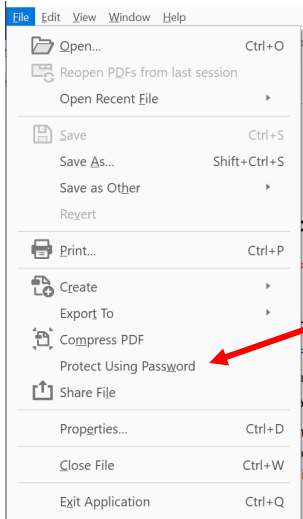 File Edit View Window Help
Open... Ctrl+O
Reopen PDFs from last session
Open Recent File
Save Ctrl+S
Save As... Shift+Ctrl+S
Save as Other
Revert
Print... Ctrl+P
Create
Export To
Compress PDF
Protect Using Password
Share File
Properties... Ctrl+D
Close File Ctrl+W
Exit Application Ctrl+Q